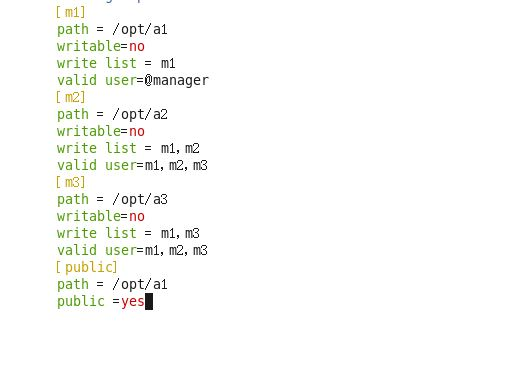 [m1]
path = /opt/a1
writable=no
write list = m1
valid user=@manager
[m2]
path = /opt/a2
writable=no
write list = m1,m2
valid user=m1,m2,m3
[m3]
path = /opt/a3
writable=no
write list = m1,m3
valid user=m1,m2,m3
[public]
path = /opt/a1
public =yes